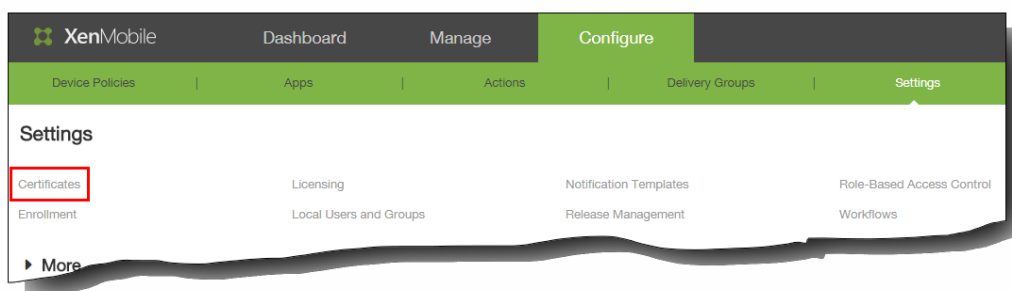 XenMobile Dashboard Manage Configure
Device Policies | Apps | Actions | Delivery Groups | Settings
Settings
Certificates Licensing Notification Templates Role-Based Access Control
Enrollment Local Users and Groups Release Management Workflows
More